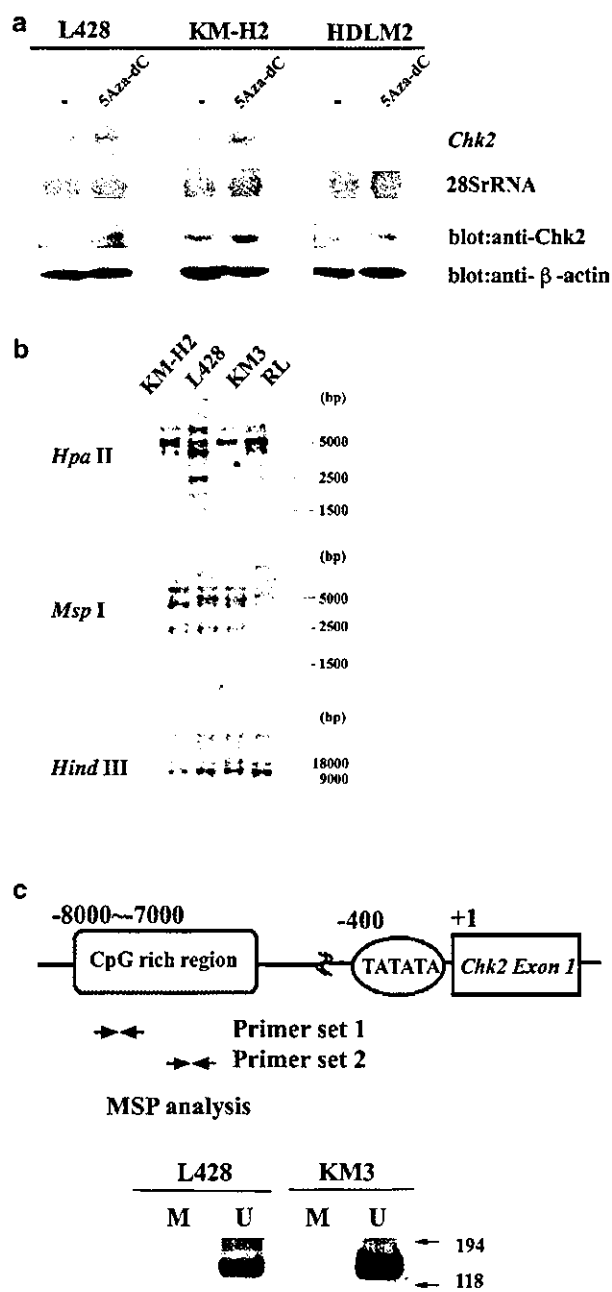 a
L428 KM-H2 HDLM2
- 5Aza-dC - 5Aza-dC - 5Aza-dC
Chk2
28SrRNA
blot:anti-Chk2
blot:anti- β -actin
b
KM-H2 L428 KM3 RL
(bp)
Hpa II
- 5000
2500
- 1500
(bp)
Msp I
5000
- 2500
- 1500
(bp)
Hind III
18000
9000
c
-8000~-7000 -400 +1
CpG rich region TATATA Chk2 Exon 1
Primer set 1
Primer set 2
MSP analysis
L428 KM3
M U M U
194
118